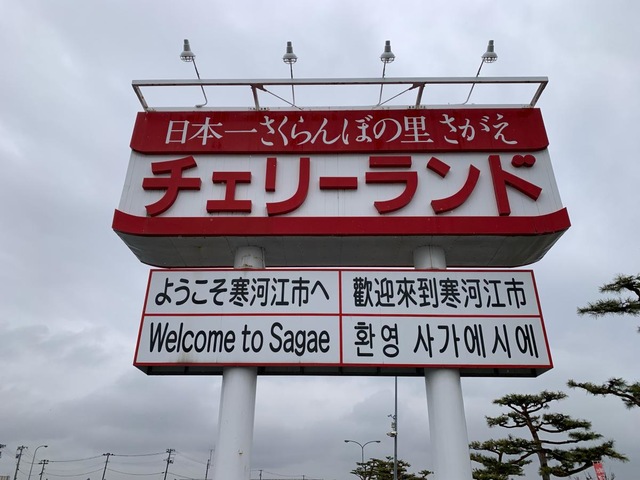 日本一さくらんぼの里 さがえ
チェリーランド
ようこそ寒河江市へ
歡迎來到寒河江市
Welcome to Sagae
환영 사가에시에